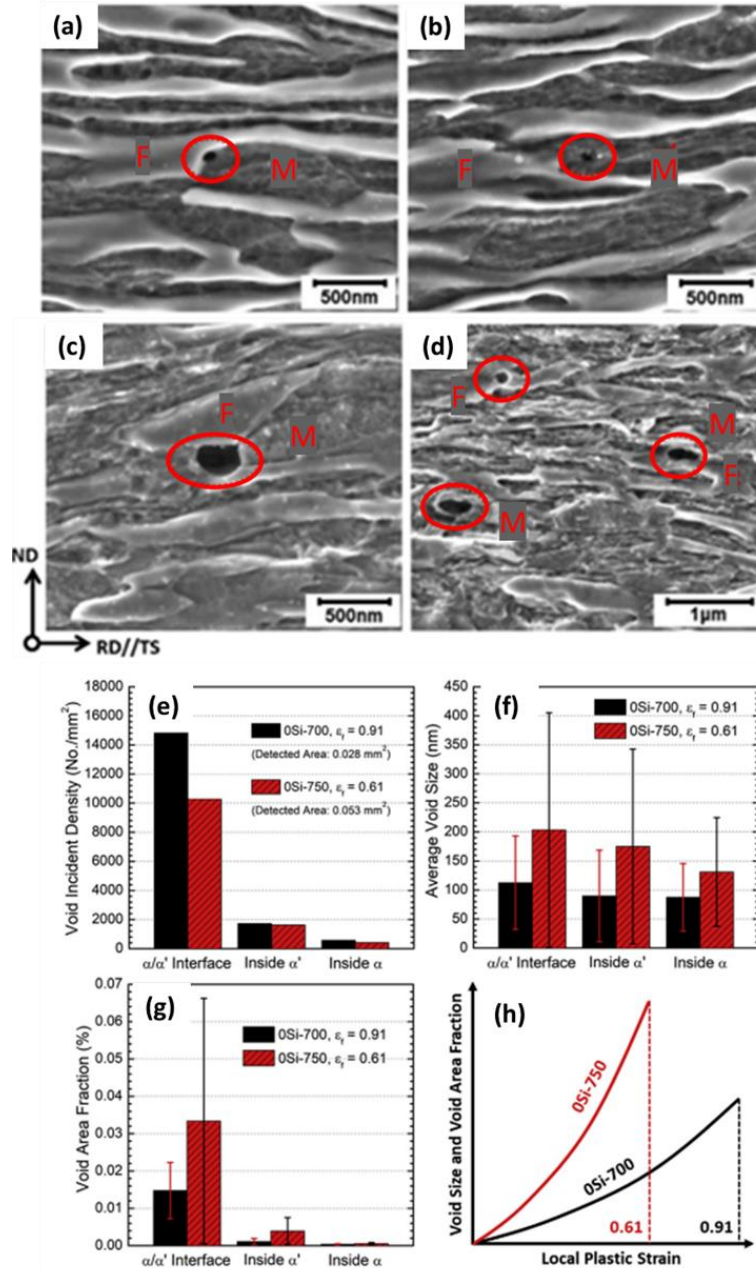 (a)
F
M
500nm
(b)
F
M
500nm
(c)
F
M
500nm
(d)
F
M
F
M
1μm
ND
RD//TS
(e)
Void Incident Density (No./mm²)
18000
16000
14000
12000
10000
8000
6000
4000
2000
0
0Si-700, εf = 0.91
(Detected Area: 0.028 mm²)
0Si-750, εf = 0.61
(Detected Area: 0.053 mm²)
α/α' Interface Inside α' Inside α
(f)
Average Void Size (nm)
450
400
350
300
250
200
150
100
50
0
0Si-700, εf = 0.91
0Si-750, εf = 0.61
α/α' Interface Inside α' Inside α
(g)
Void Area Fraction (%)
0.07
0.06
0.05
0.04
0.03
0.02
0.01
0.00
0Si-700, εf = 0.91
0Si-750, εf = 0.61
α/α' Interface Inside α' Inside α
(h)
Void Size and Void Area Fraction
0Si-750
0Si-700
0.61 0.91
Local Plastic Strain